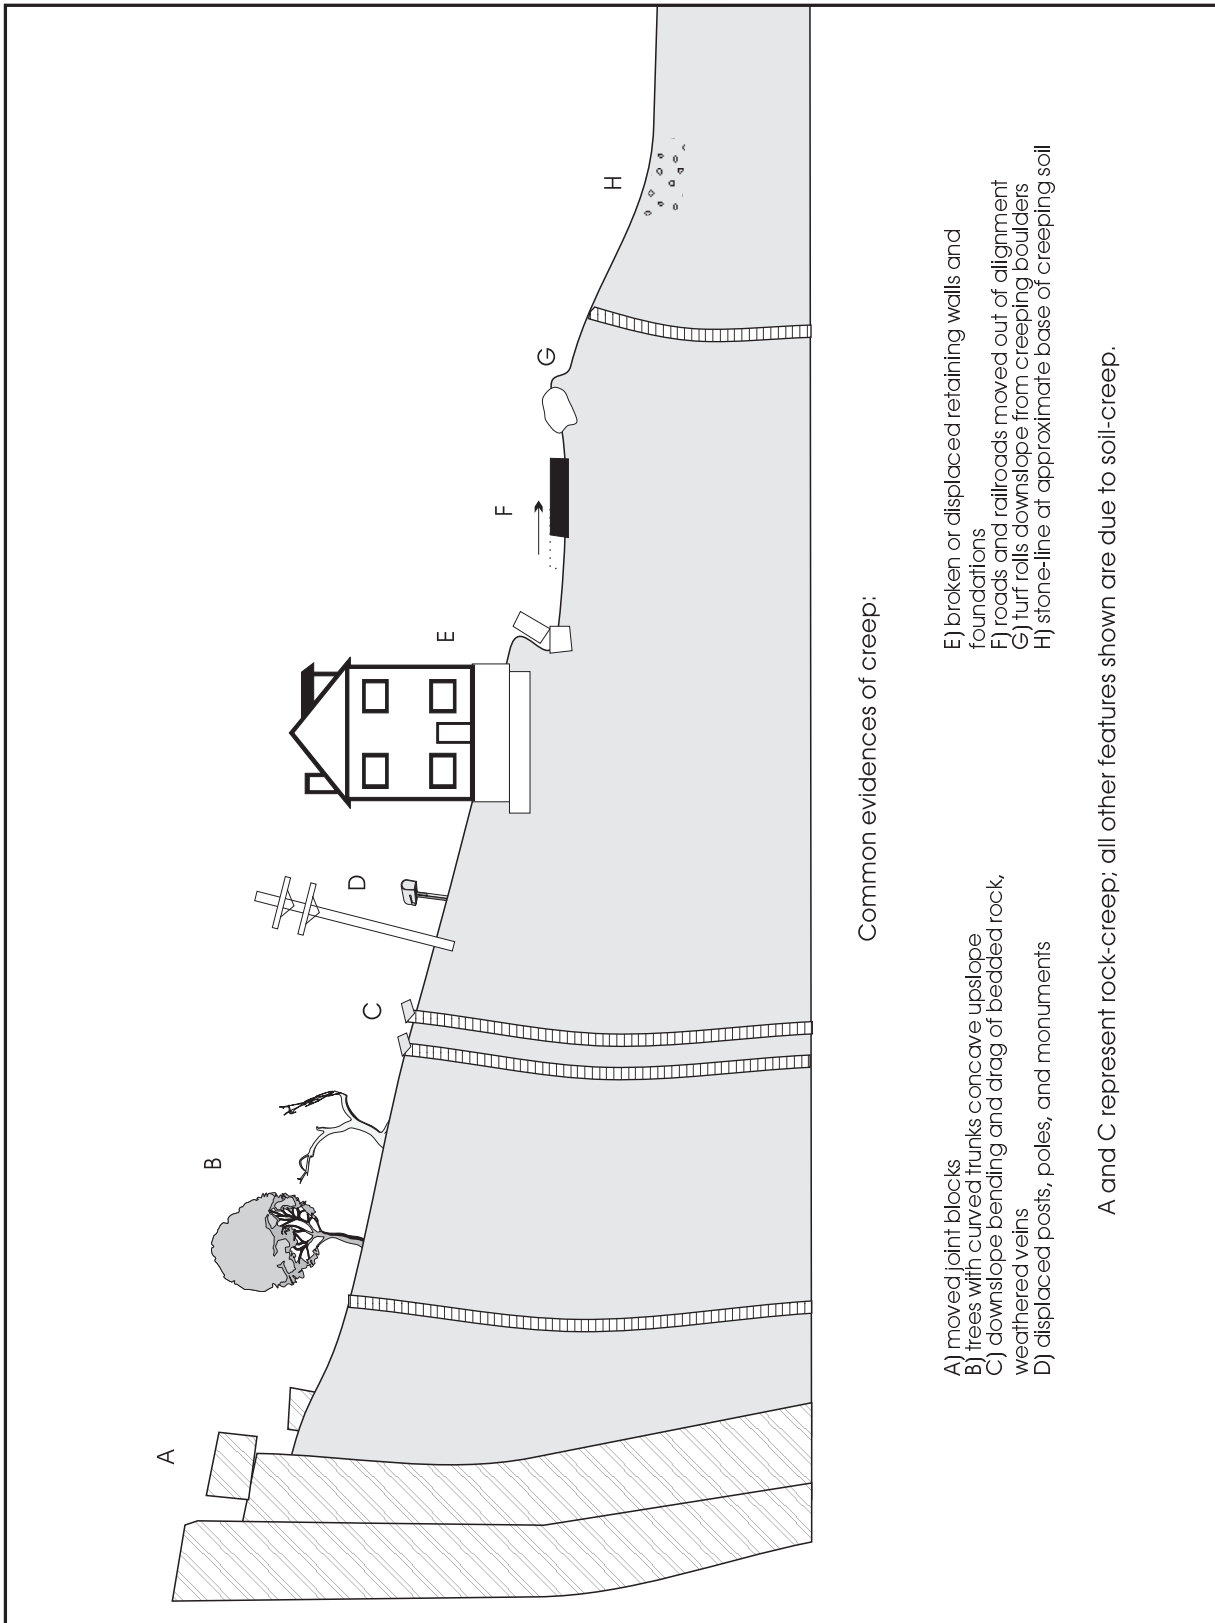 A
B
C
D
E
F
G
H
Common evidences of creep:
A) moved joint blocks
B) trees with curved trunks concave upslope
C) downslope bending and drag of bedded rock,
weathered veins
D) displaced posts, poles, and monuments
E) broken or displaced retaining walls and
foundations
F) roads and railroads moved out of alignment
G) turf rolls downslope from creeping boulders
H) stone-line at approximate base of creeping soil
A and C represent rock-creep; all other features shown are due to soil-creep.